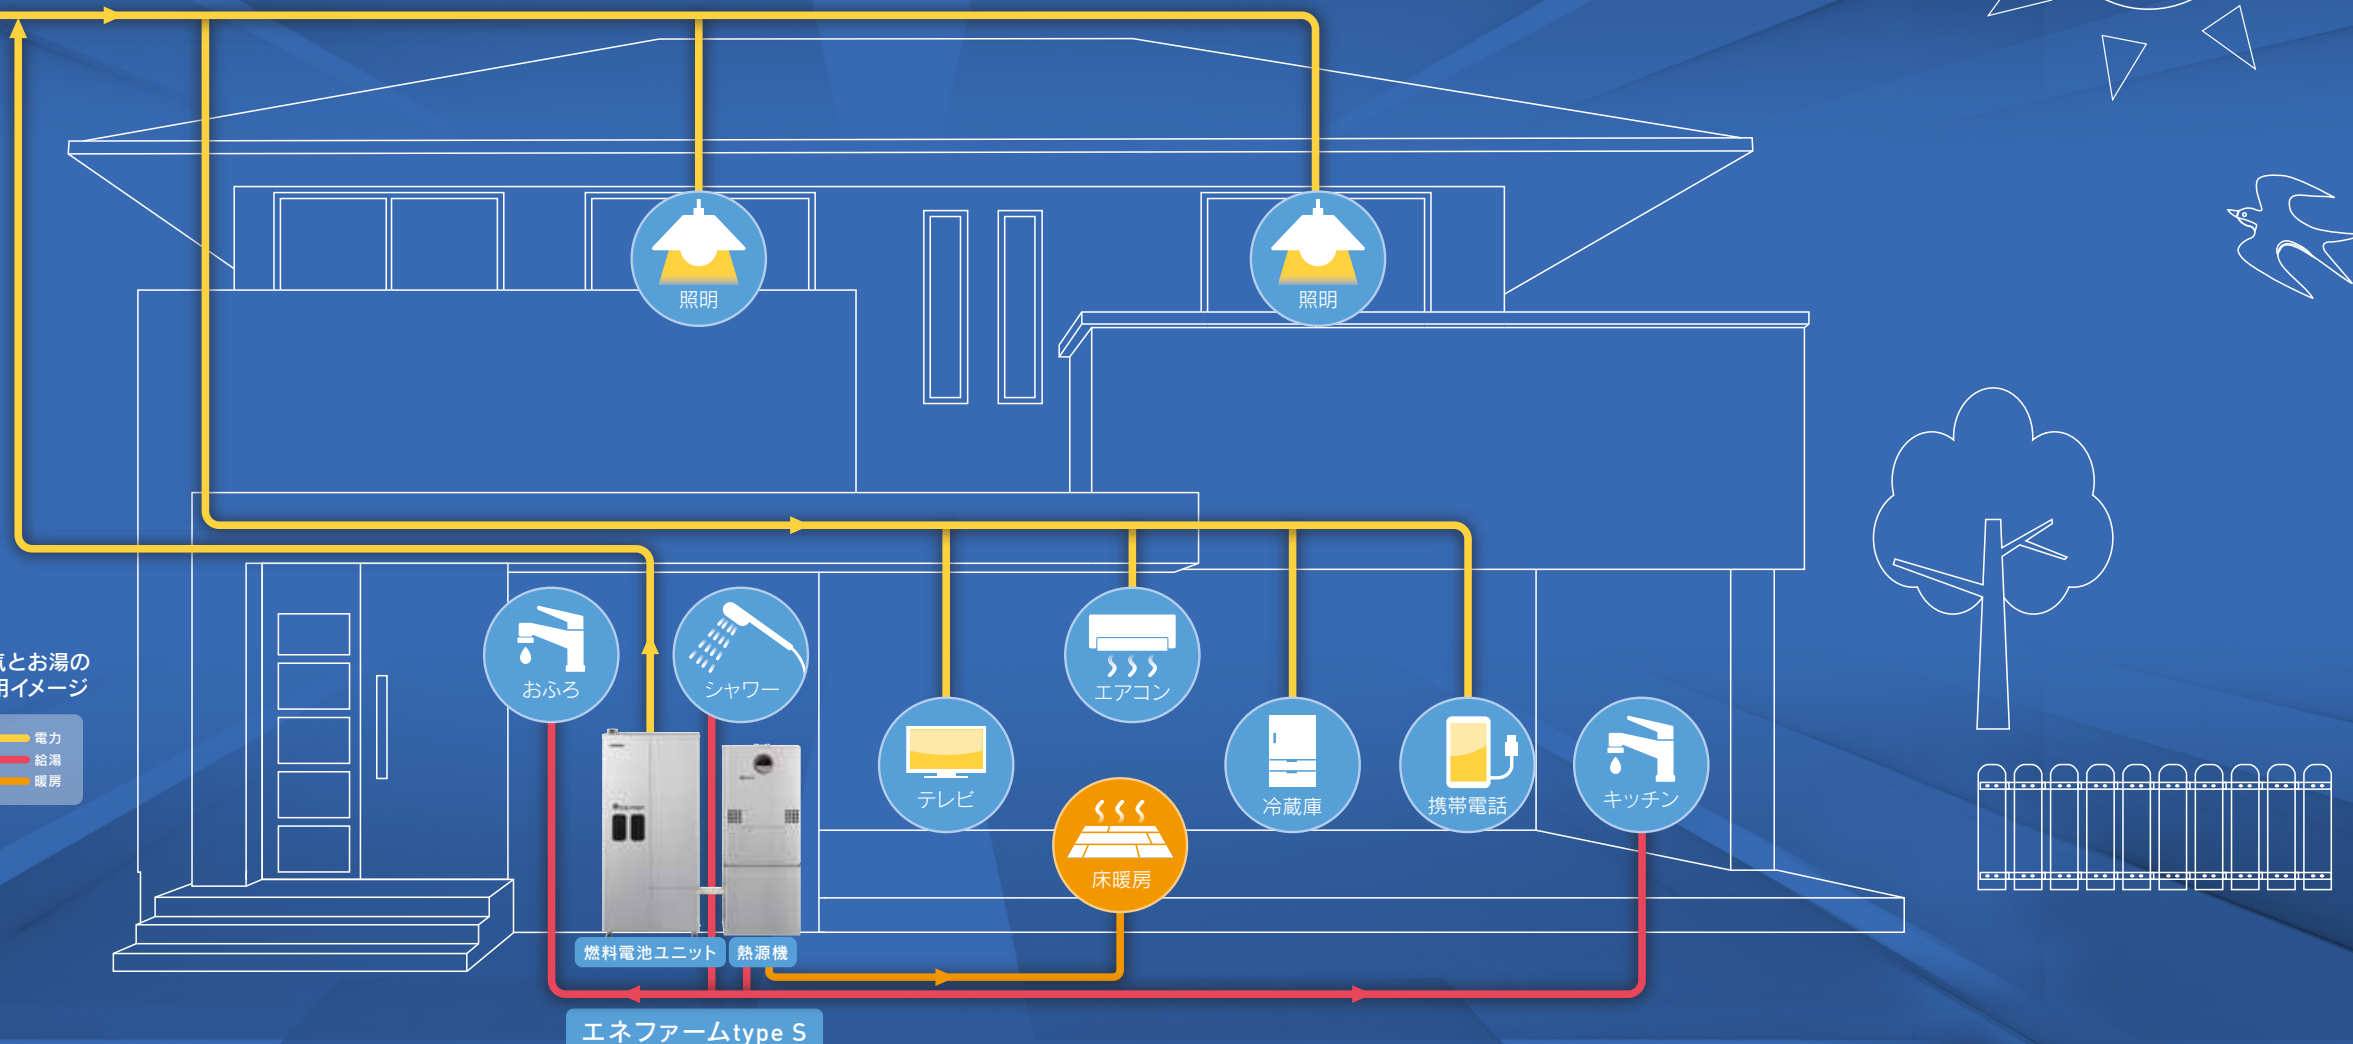 照明
照明
気とお湯の
用イメージ
電力
給湯
暖房
おふろ
シャワー
エアコン
テレビ
冷蔵庫
携帯電話
キッチン
床暖房
燃料電池ユニット
熱源機
エネファームtype S